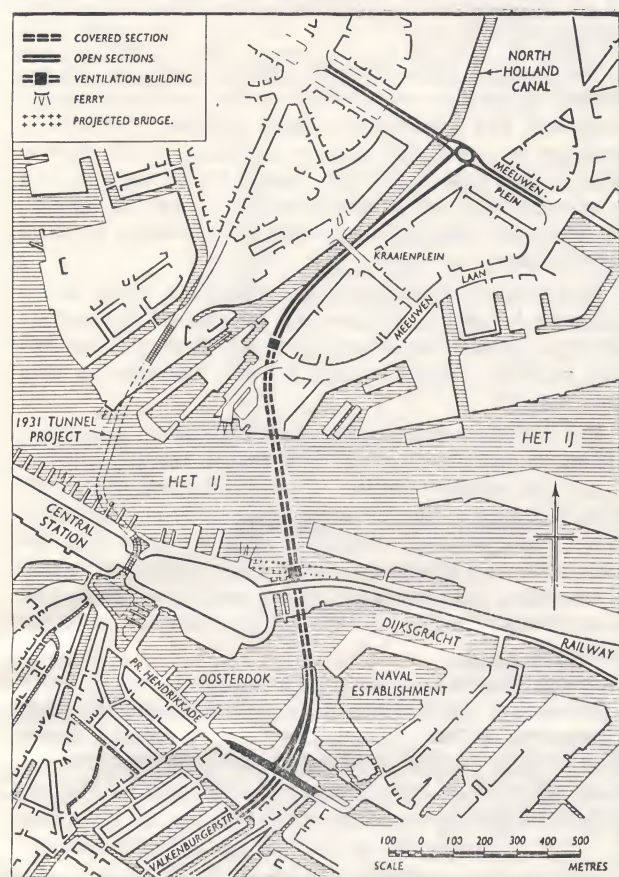 COVERED SECTION
OPEN SECTIONS.
VENTILATION BUILDING
FERRY
PROJECTED BRIDGE.
NORTH
HOLLAND
CANAL
MEEUWEN
PLEIN
KRAAIENPLEIN
MEEUWEN
LAAN
1931 TUNNEL
PROJECT
HET IJ
HET IJ
CENTRAL
STATION
DIJKSGRACHT
RAILWAY
PR. HENDRIKKADE
OOSTERDOK
NAVAL
ESTABLISHMENT
VALKENBURGERSTR
100 0 100 200 300 400 500
SCALE METRES